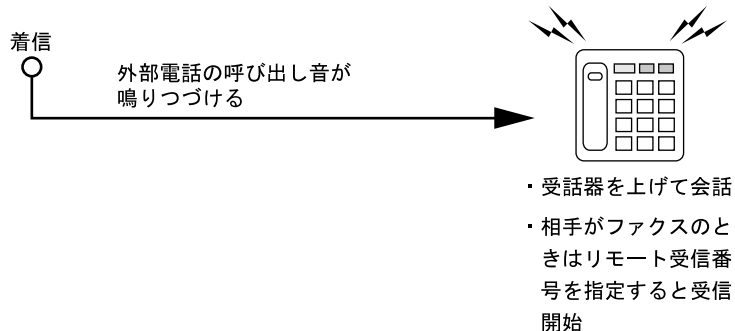 着信
外部電話の呼び出し音が
鳴りつづける
・受話器を上げて会話
・相手がファクスのと
きはリモート受信番
号を指定すると受信
開始